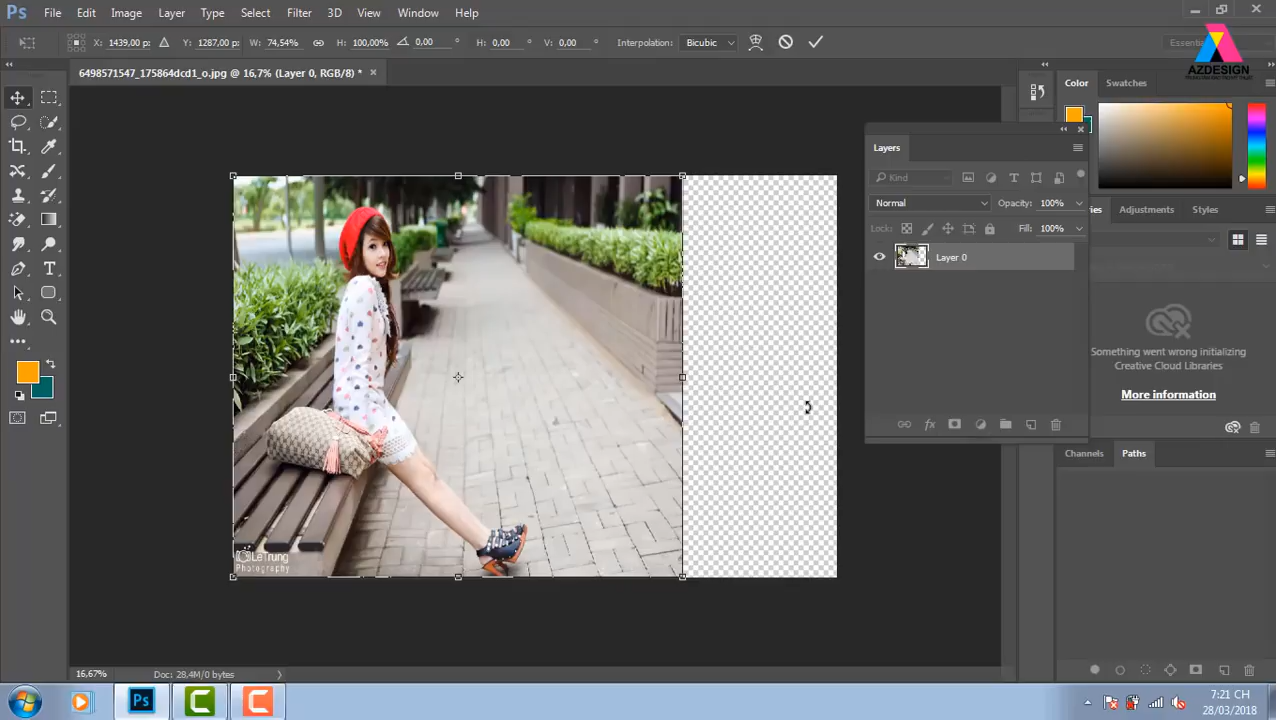 Ps File Edit Image Layer Type Select Filter 3D View Window Help
X: 1439,00 px Y: 1287,00 px W: 74,54% H: 100,00% 0,00 ° H: 0,00 ° V: 0,00 ° Interpolation: Bicubic
AZDESIGN
6498571547_175864dcd1_o.jpg @ 16,7% (Layer 0, RGB/8) * ×
Color Swatches
Layers
Kind
Normal Opacity: 100%
Adjustments Styles
Lock: Fill: 100%
Layer 0
Something went wrong initializing
Creative Cloud Libraries
More information
Channels Paths
LeTrung
Photography
16,67% Doc: 28,4M/0 bytes
Ps
7:21 CH
28/03/2018